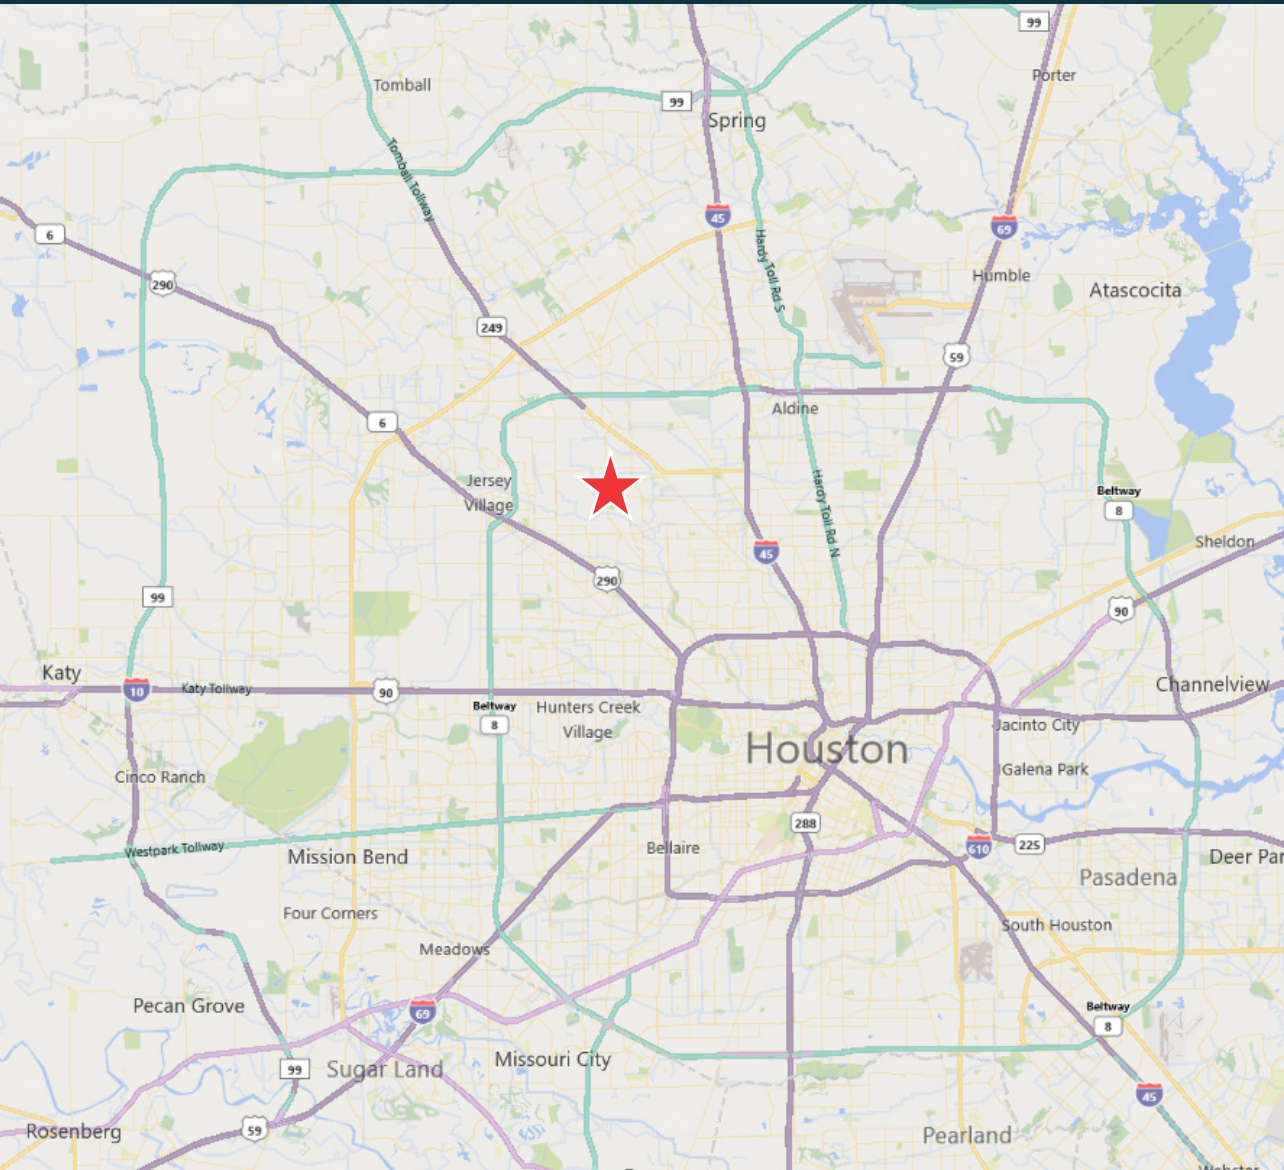 99
Porter
Tomball
99
Spring
Tomball Tollway
45
6
69
Hardy Toll Rd S
Humble
290
Atascocita
249
59
Aldine
6
Jersey
Village
Beltway
8
Hardy Toll Rd N
Sheldon
45
290
99
90
Katy
10
Katy Tollway
90
Channelview
Beltway
8
Hunters Creek
Village
Jacinto City
Houston
Galena Park
Cinco Ranch
288
Westpark Tollway
Mission Bend
Bellaire
610
225
Deer Par
Pasadena
Four Corners
South Houston
Meadows
Pecan Grove
69
Beltway
8
Missouri City
99
Sugar Land
45
Rosenberg
59
Pearland